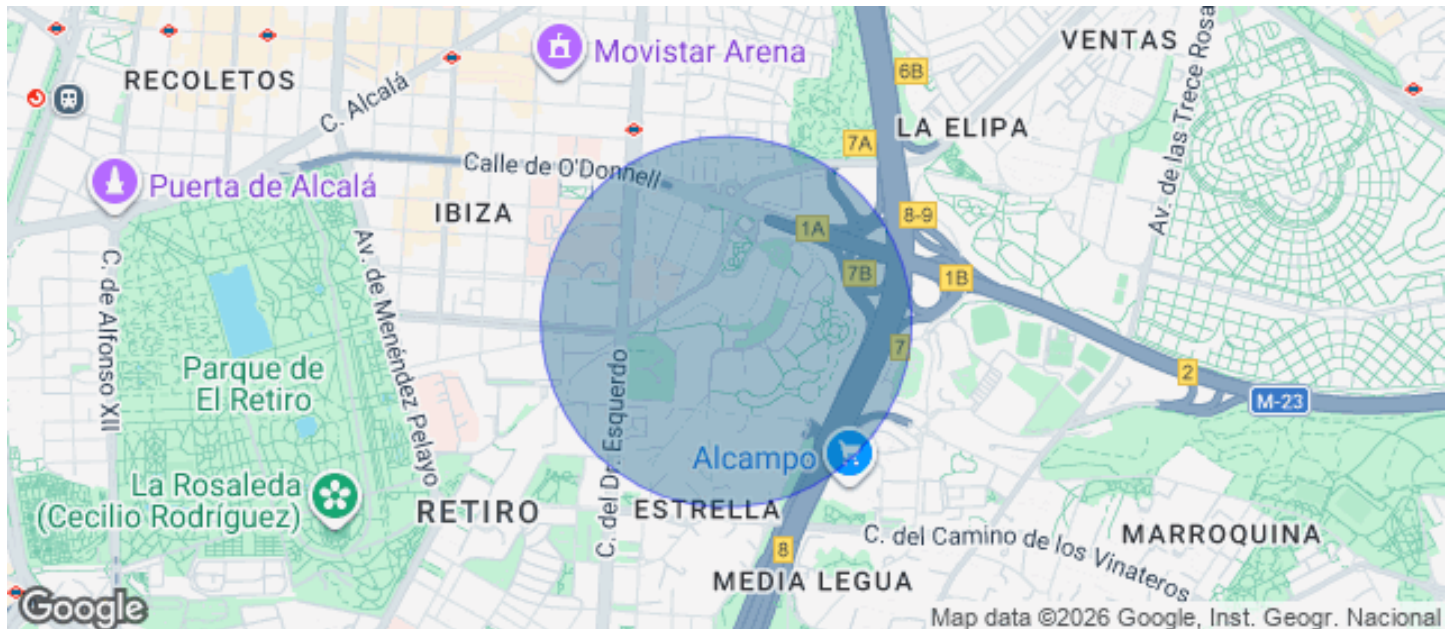 VENTAS
Movistar Arena
RECOLETOS
6B
C. Alcalá
Av. de las Trece Rosa
LA ELIPA
7A
Calle de O'Donnell
Puerta de Alcalá
IBIZA
8-9
1A
7B
1B
C. de Alfonso XII
Av. de Menéndez Pelayo
7
Parque de
El Retiro
2
M-23
C. del Dr. Esquerdo
Alcampo
La Rosaleda
(Cecilio Rodríguez)
RETIRO
ESTRELLA
8
C. del Camino de los Vinateros
MARROQUINA
MEDIA LEGUA
Google
Map data ©2026 Google, Inst. Geogr. Nacional